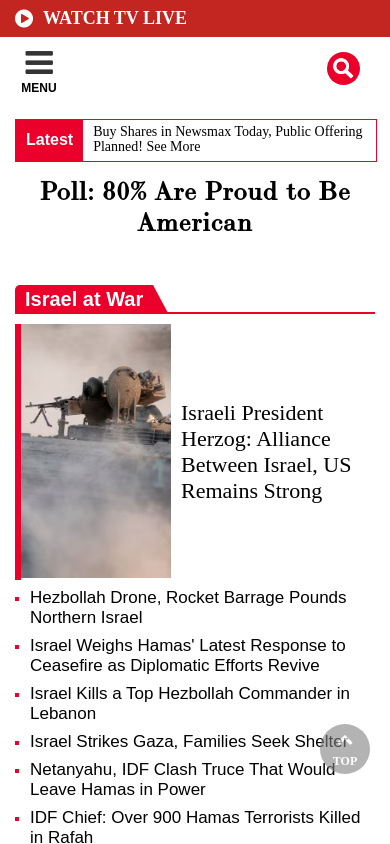 WATCH TV LIVE
MENU
Latest
Buy Shares in Newsmax Today, Public Offering
Planned! See More
Poll: 80% Are Proud to Be
American
Israel at War
Israeli President
Herzog: Alliance
Between Israel, US
Remains Strong
Hezbollah Drone, Rocket Barrage Pounds
Northern Israel
Israel Weighs Hamas' Latest Response to
Ceasefire as Diplomatic Efforts Revive
Israel Kills a Top Hezbollah Commander in
Lebanon
Israel Strikes Gaza, Families Seek Shelter
TOP
Netanyahu, IDF Clash Truce That Would
Leave Hamas in Power
IDF Chief: Over 900 Hamas Terrorists Killed
in Rafah